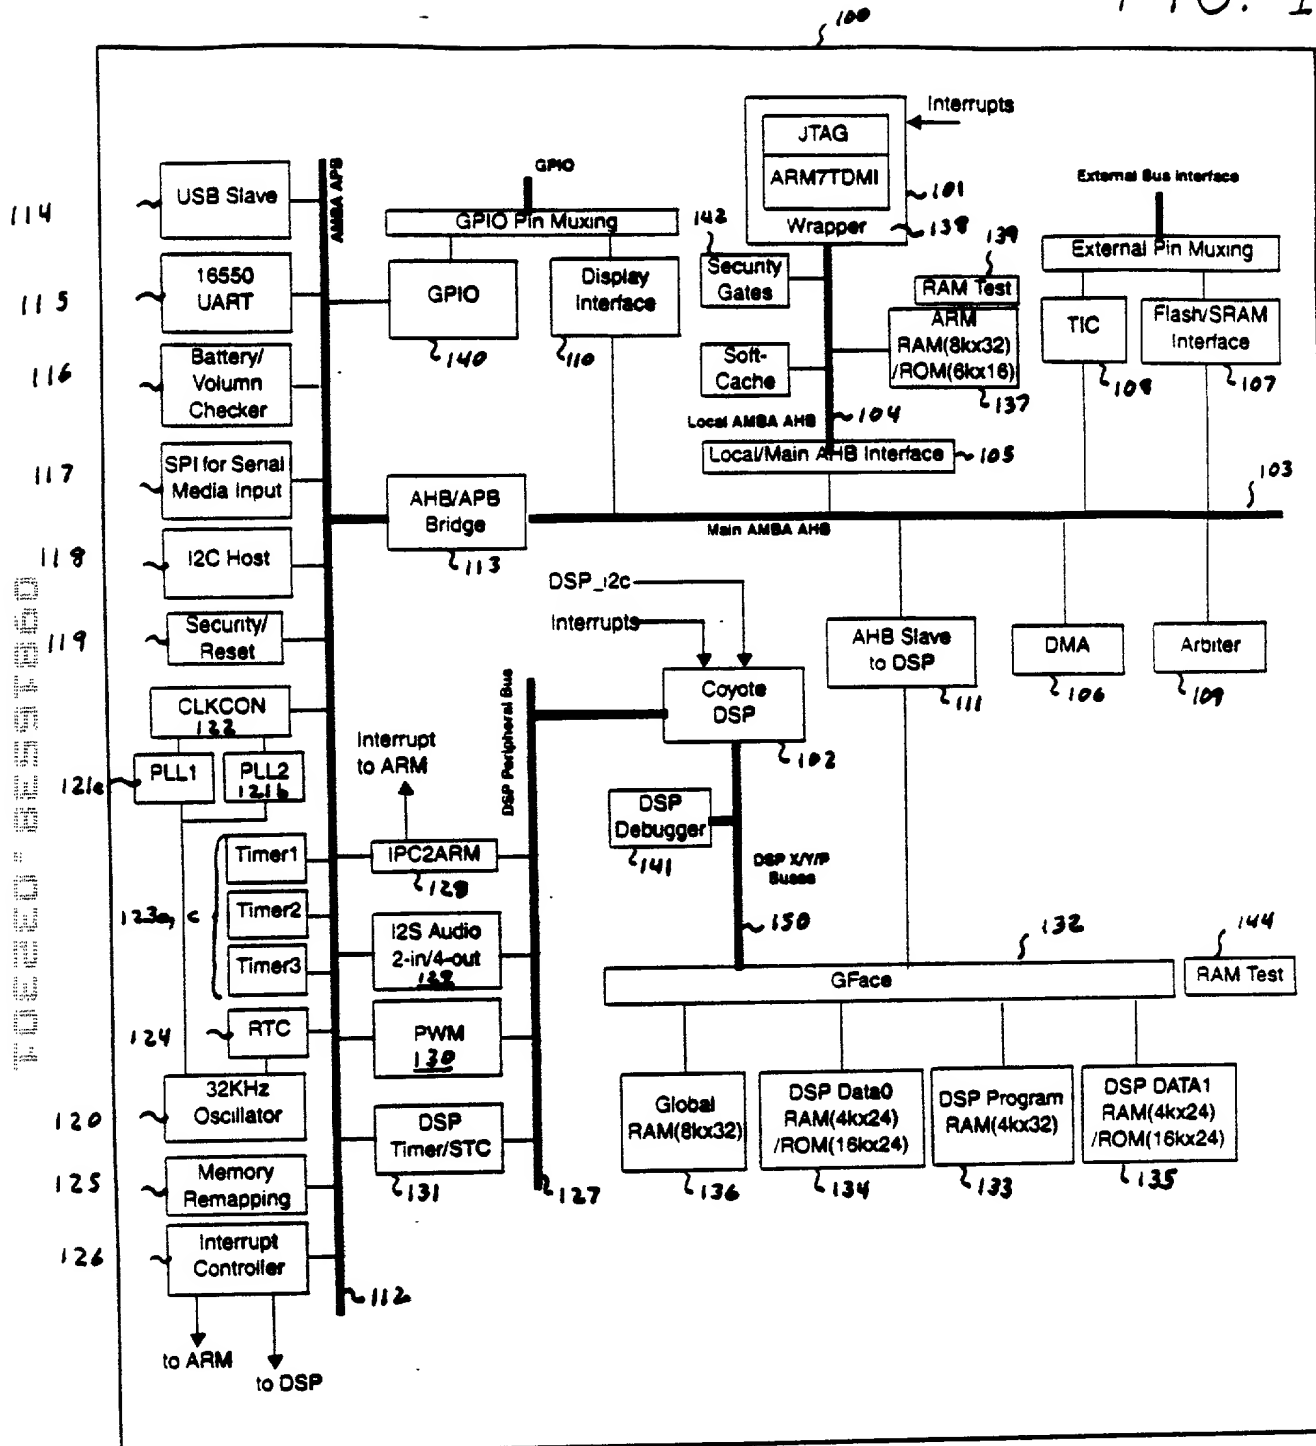 FIG. 1
100
Interrupts
JTAG
ARM7TDMI
101
Wrapper
138
AMBA APB
GPIO
External Bus Interface
114
USB Slave
GPIO Pin Muxing
142
139
External Pin Muxing
115
16550
UART
GPIO
140
Display
Interface
110
Security
Gates
RAM Test
ARM
RAM(8kx32)
/ROM(6kx16)
137
TIC
108
Flash/SRAM
Interface
107
116
Battery/
Volumn
Checker
Soft-
Cache
Local AMBA AHB
104
Local/Main AHB Interface
105
117
SPI for Serial
Media Input
AHB/APB
Bridge
113
Main AMBA AHB
103
118
I2C Host
DSP_i2c
Interrupts
119
Security/
Reset
AHB Slave
to DSP
111
DMA
106
Arbiter
109
CLKCON
122
DSP Peripheral Bus
Coyote
DSP
102
Interrupt
to ARM
PLL1
PLL2
121b
DSP
Debugger
141
DSP X/Y/P
Buses
150
Timer1
Timer2
Timer3
123a, c
IPC2ARM
128
I2S Audio
2-in/4-out
132
GFace
144
RAM Test
124
RTC
PWM
130
120
32KHz
Oscillator
DSP
Timer/STC
131
127
Global
RAM(8kx32)
136
DSP Data0
RAM(4kx24)
/ROM(16kx24)
134
DSP Program
RAM(4kx32)
133
DSP DATA1
RAM(4kx24)
/ROM(16kx24)
135
125
Memory
Remapping
126
Interrupt
Controller
112
to ARM
to DSP